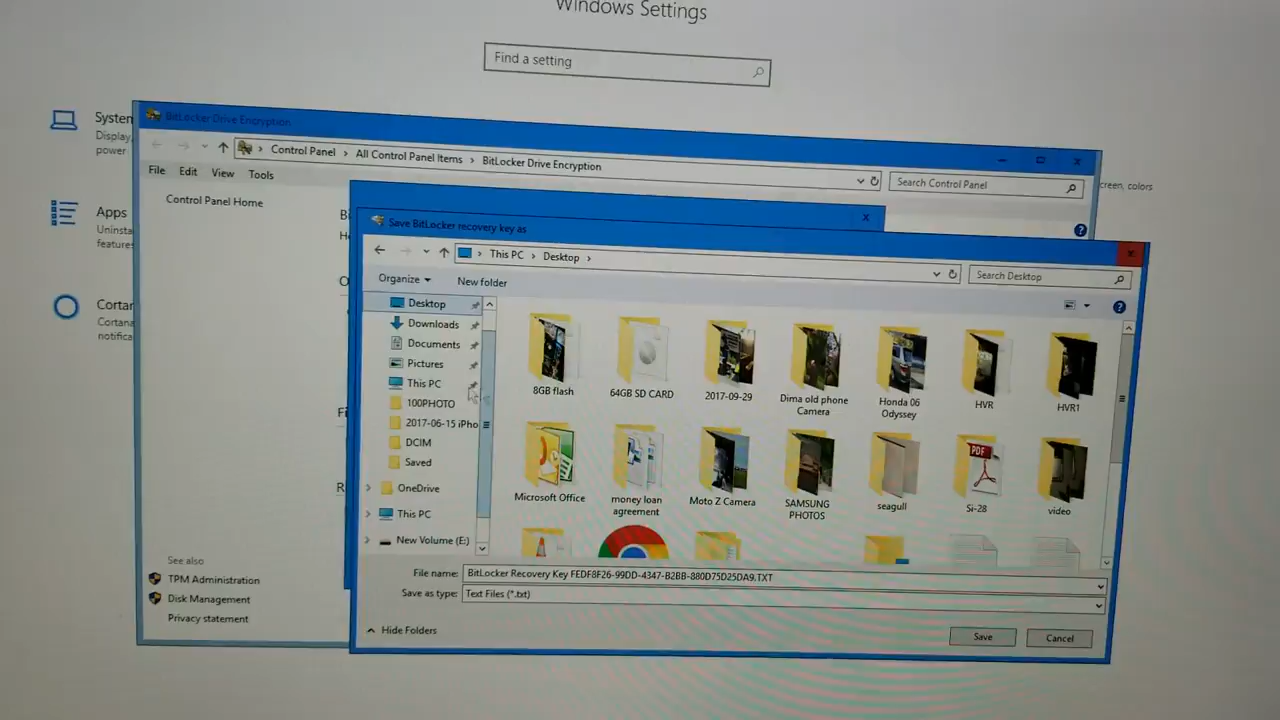 Windows Settings
Find a setting
System
Display,
power
Apps
Uninsta
features
Cortan
Cortana
notifica
creen, colors
BitLocker Drive Encryption
Control Panel > All Control Panel Items > BitLocker Drive Encryption
Search Control Panel
File Edit View Tools
Control Panel Home
Bi
Save BitLocker recovery key as
This PC > Desktop >
Search Desktop
Organize
New folder
Desktop
Downloads
Documents
Pictures
This PC
100PHOTO
2017-06-15 iPho
DCIM
Saved
OneDrive
This PC
New Volume (E:)
8GB flash
64GB SD CARD
2017-09-29
Dima old phone
Camera
Honda 06
Odyssey
HVR
HVR1
Microsoft Office
money loan
agreement
Moto Z Camera
SAMSUNG
PHOTOS
seagull
PDF
Si-28
video
File name: BitLocker Recovery Key FEDF8F26-99DD-4347-B2BB-880D75D25DA9.TXT
Save as type: Text Files (*.txt)
Hide Folders
Save
Cancel
See also
TPM Administration
Disk Management
Privacy statement